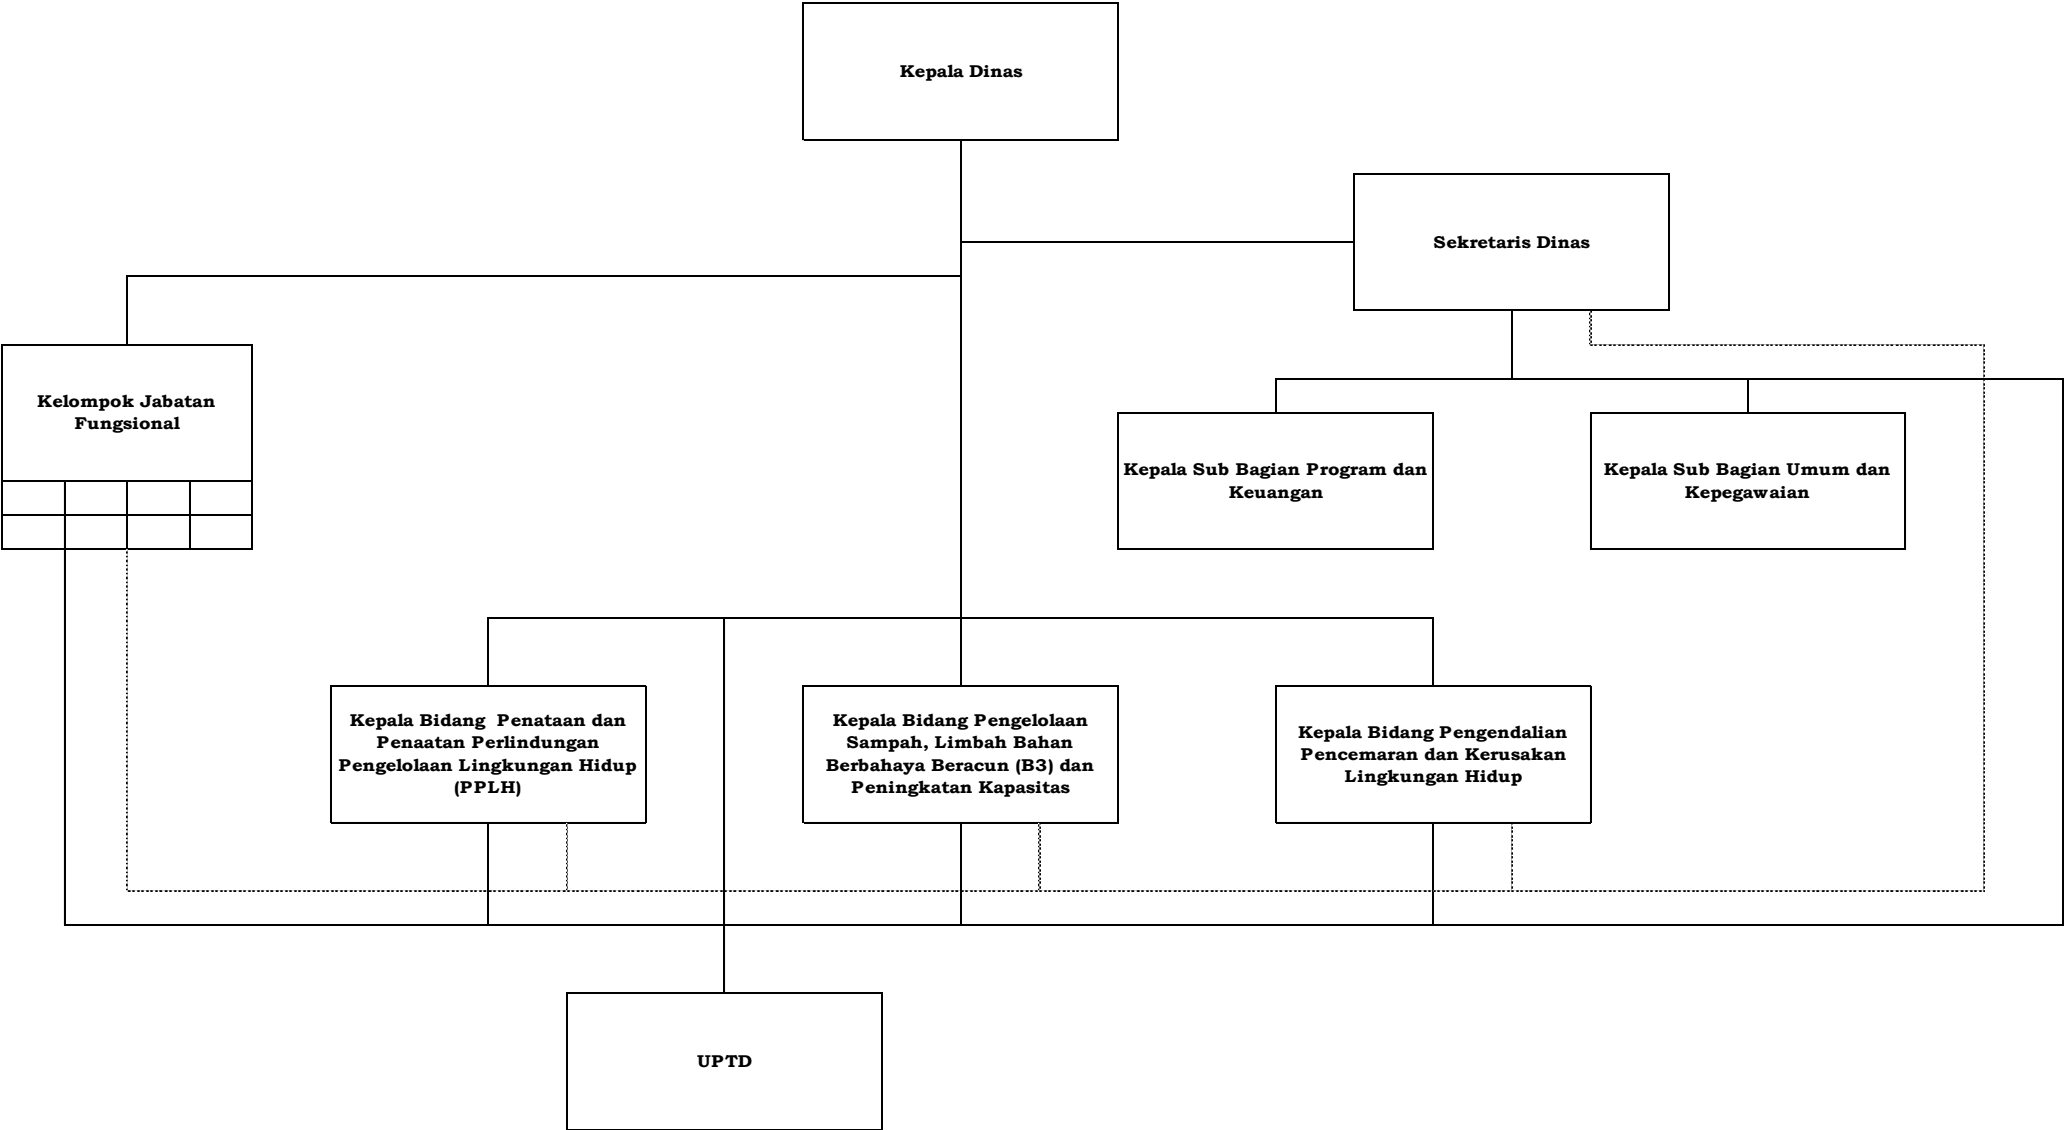 Kepala Dinas
Sekretaris Dinas
Kelompok Jabatan
Fungsional
Kepala Sub Bagian Program dan
Keuangan
Kepala Sub Bagian Umum dan
Kepegawaian
Kepala Bidang  Penataan dan
Penaatan Perlindungan
Pengelolaan Lingkungan Hidup
(PPLH)
Kepala Bidang Pengelolaan
Sampah, Limbah Bahan
Berbahaya Beracun (B3) dan
Peningkatan Kapasitas
Kepala Bidang Pengendalian
Pencemaran dan Kerusakan
Lingkungan Hidup
UPTD